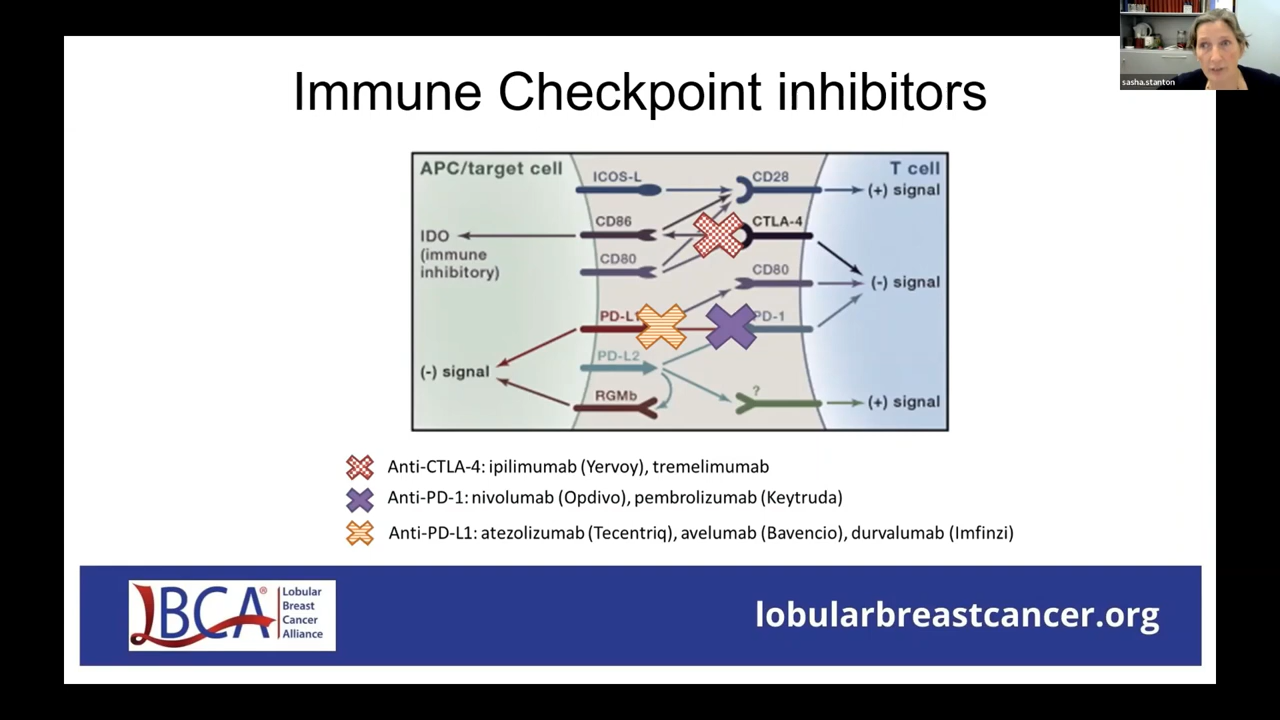 sasha.stanton
Immune Checkpoint inhibitors
APC/target cell
T cell
ICOS-L
CD28
(+) signal
CD86
CTLA-4
IDO
(immune
inhibitory)
CD80
CD80
(-) signal
PD-L1
PD-1
PD-L2
(-) signal
RGMb
?
(+) signal
Anti-CTLA-4: ipilimumab (Yervoy), tremelimumab
Anti-PD-1: nivolumab (Opdivo), pembrolizumab (Keytruda)
Anti-PD-L1: atezolizumab (Tecentriq), avelumab (Bavencio), durvalumab (Imfinzi)
LBCA®
Lobular
Breast
Cancer
Alliance
lobularbreastcancer.org